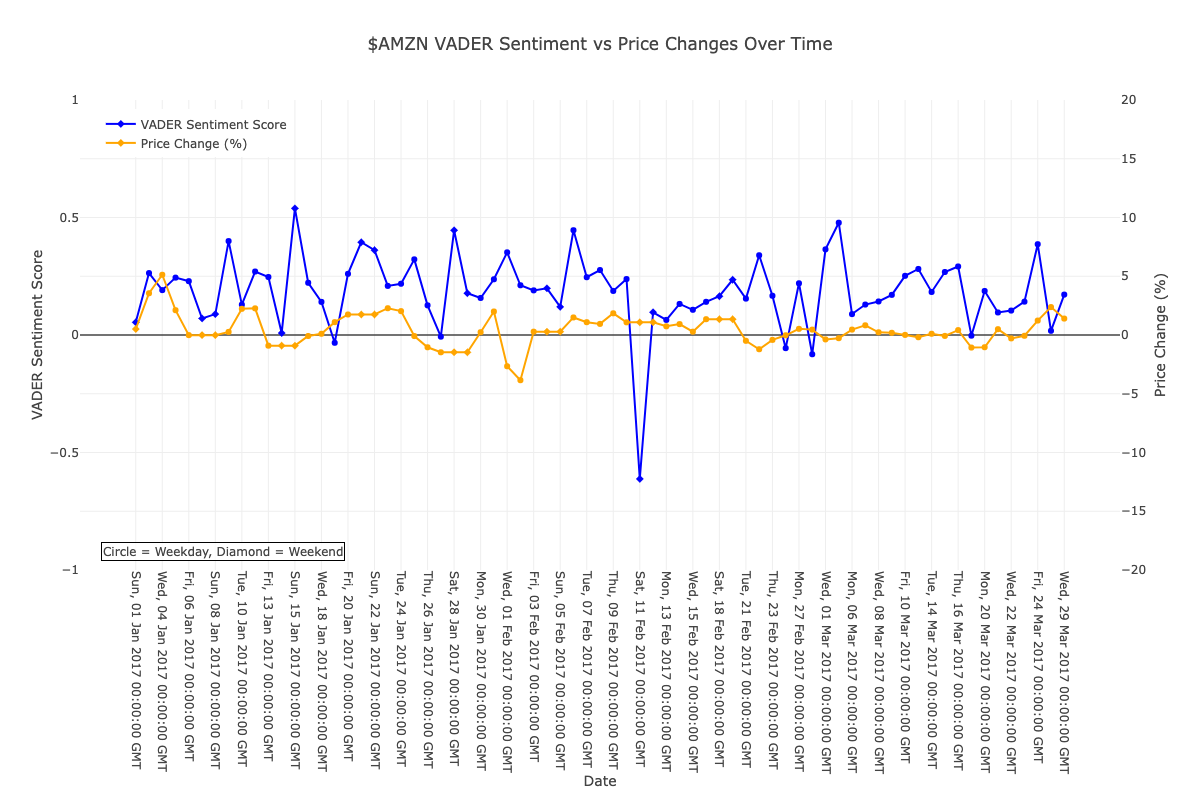 $AMZN VADER Sentiment vs Price Changes Over Time
VADER Sentiment Score
Price Change (%)
1
0.5
0
−0.5
−1
VADER Sentiment Score
20
15
10
5
0
−5
−10
−15
−20
Price Change (%)
Circle = Weekday, Diamond = Weekend
Sun, 01 Jan 2017 00:00:00 GMT
Wed, 04 Jan 2017 00:00:00 GMT
Fri, 06 Jan 2017 00:00:00 GMT
Sun, 08 Jan 2017 00:00:00 GMT
Tue, 10 Jan 2017 00:00:00 GMT
Fri, 13 Jan 2017 00:00:00 GMT
Sun, 15 Jan 2017 00:00:00 GMT
Wed, 18 Jan 2017 00:00:00 GMT
Fri, 20 Jan 2017 00:00:00 GMT
Sun, 22 Jan 2017 00:00:00 GMT
Tue, 24 Jan 2017 00:00:00 GMT
Thu, 26 Jan 2017 00:00:00 GMT
Sat, 28 Jan 2017 00:00:00 GMT
Mon, 30 Jan 2017 00:00:00 GMT
Wed, 01 Feb 2017 00:00:00 GMT
Fri, 03 Feb 2017 00:00:00 GMT
Sun, 05 Feb 2017 00:00:00 GMT
Tue, 07 Feb 2017 00:00:00 GMT
Thu, 09 Feb 2017 00:00:00 GMT
Sat, 11 Feb 2017 00:00:00 GMT
Mon, 13 Feb 2017 00:00:00 GMT
Wed, 15 Feb 2017 00:00:00 GMT
Sat, 18 Feb 2017 00:00:00 GMT
Tue, 21 Feb 2017 00:00:00 GMT
Thu, 23 Feb 2017 00:00:00 GMT
Mon, 27 Feb 2017 00:00:00 GMT
Wed, 01 Mar 2017 00:00:00 GMT
Mon, 06 Mar 2017 00:00:00 GMT
Wed, 08 Mar 2017 00:00:00 GMT
Fri, 10 Mar 2017 00:00:00 GMT
Tue, 14 Mar 2017 00:00:00 GMT
Thu, 16 Mar 2017 00:00:00 GMT
Mon, 20 Mar 2017 00:00:00 GMT
Wed, 22 Mar 2017 00:00:00 GMT
Fri, 24 Mar 2017 00:00:00 GMT
Wed, 29 Mar 2017 00:00:00 GMT
Date